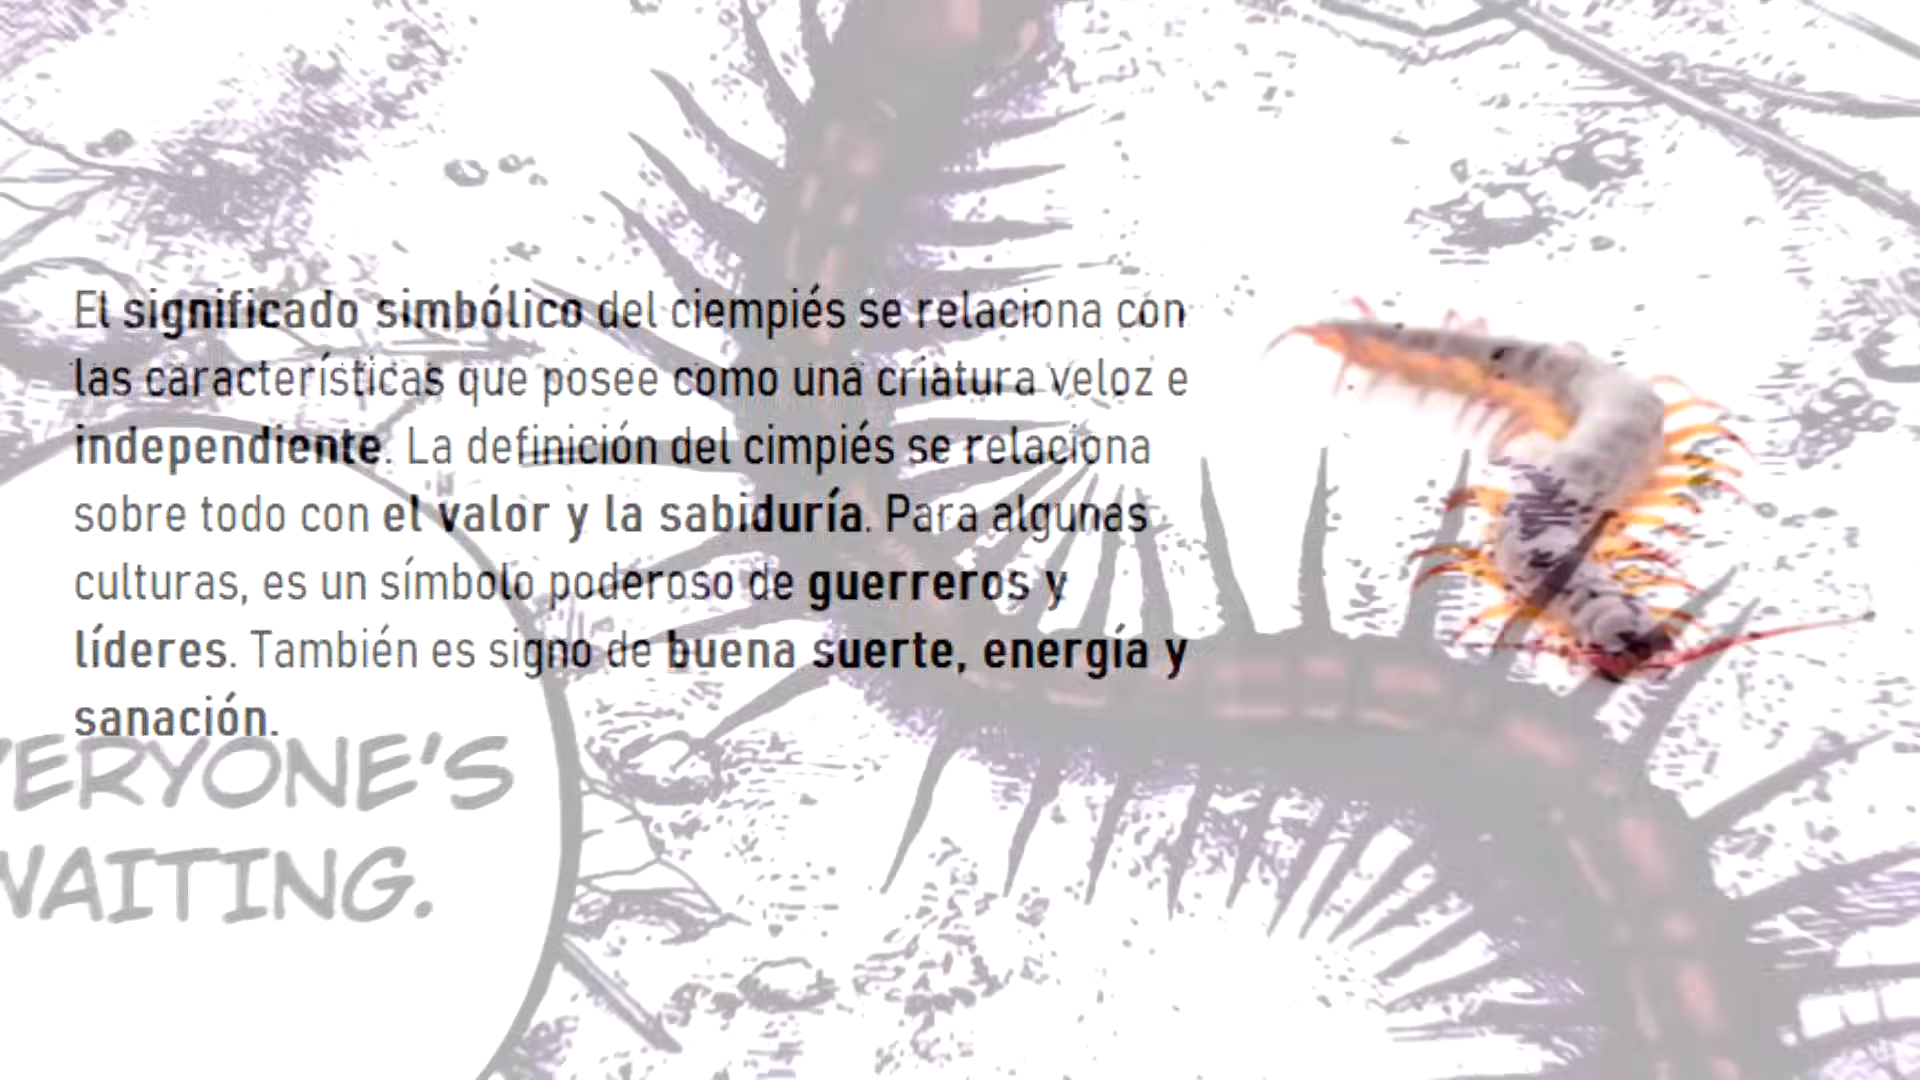 El significado simbólico del ciempiés se relaciona con
las características que posee como una criatura veloz e
independiente. La definición del cimpiés se relaciona
sobre todo con el valor y la sabiduría. Para algunas
culturas, es un símbolo poderoso de guerreros y
líderes. También es signo de buena suerte, energía y
sanación.
VERYONE'S
WAITING.